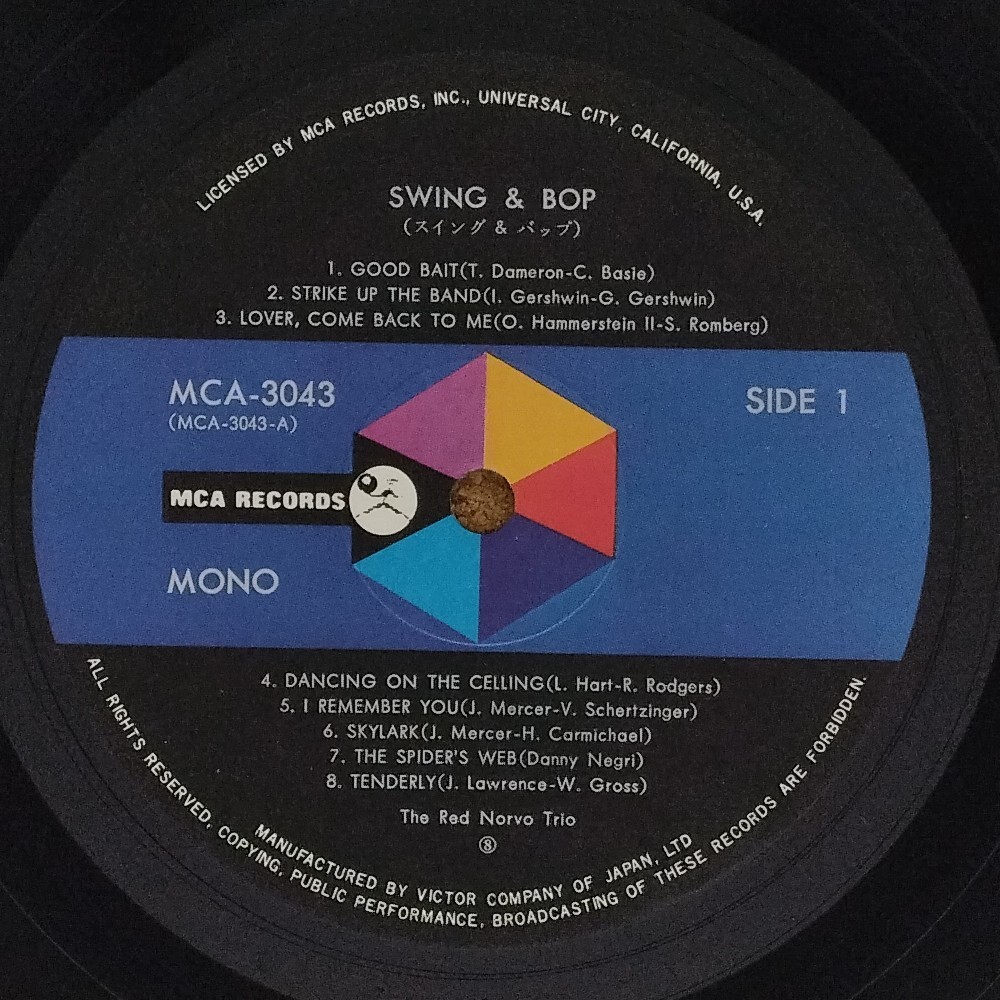 LICENSED BY MCA RECORDS, INC., UNIVERSAL CITY, CALIFORNIA, U.S.A.
SWING & BOP
(スイング & バップ)
1. GOOD BAIT(T. Dameron-C. Basie)
2. STRIKE UP THE BAND(I. Gershwin-G. Gershwin)
3. LOVER, COME BACK TO ME(O. Hammerstein II-S. Romberg)
MCA-3043
(MCA-3043-A)
SIDE 1
MCA RECORDS
MONO
4. DANCING ON THE CELLING(L. Hart-R. Rodgers)
5. I REMEMBER YOU(J. Mercer-V. Schertzinger)
6. SKYLARK(J. Mercer-H. Carmichael)
7. THE SPIDER'S WEB(Danny Negri)
8. TENDERLY(J. Lawrence-W. Gross)
The Red Norvo Trio
⑧
MANUFACTURED BY VICTOR COMPANY OF JAPAN, LTD
ALL RIGHTS RESERVED, COPYING, PUBLIC PERFORMANCE, BROADCASTING OF THESE RECORDS ARE FORBIDDEN.